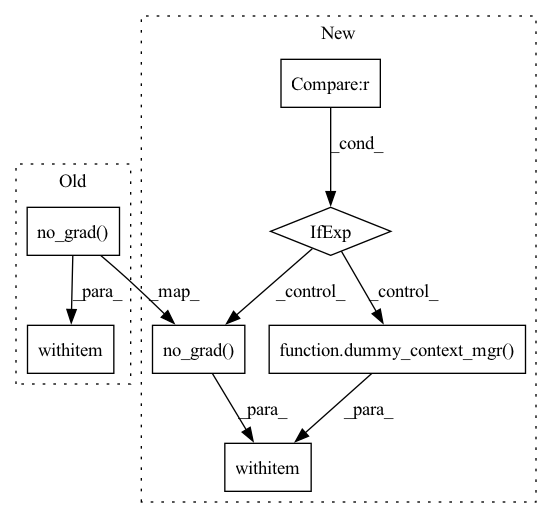 New
Compare:r
_cond_
Old
no_grad()
IfExp
_para_
_map_
_control_
_control_
withitem
no_grad()
function.dummy_context_mgr()
_para_
_para_
withitem